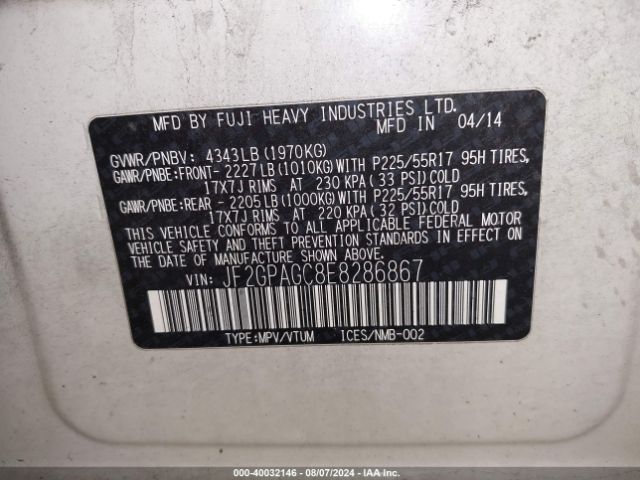 MFD BY FUJI HEAVY INDUSTRIES LTD.
MFD IN 04/14
GVWR/PNBV: 4343LB(1970KG)
GAWR/PNBE:FRONT- 2227LB(1010KG)WITH P225/55R17 95H TIRES,
17X7J RIMS AT 230 KPA(33 PSI)COLD
GAWR/PNBE:REAR - 2205LB(1000KG)WITH P225/55R17 95H TIRES,
17X7J RIMS AT 220 KPA(32 PSI)COLD
THIS VEHICLE CONFORMS TO ALL APPLICABLE FEDERAL MOTOR
VEHICLE SAFETY AND THEFT PREVENTION STANDARDS IN EFFECT ON
THE DATE OF MANUFACTURE SHOWN ABOVE.
VIN: JF2GPAGC8E8286867
TYPE:MPV/VTUM ICES/NMB-002
000-40032146 - 08/07/2024 - IAA Inc.